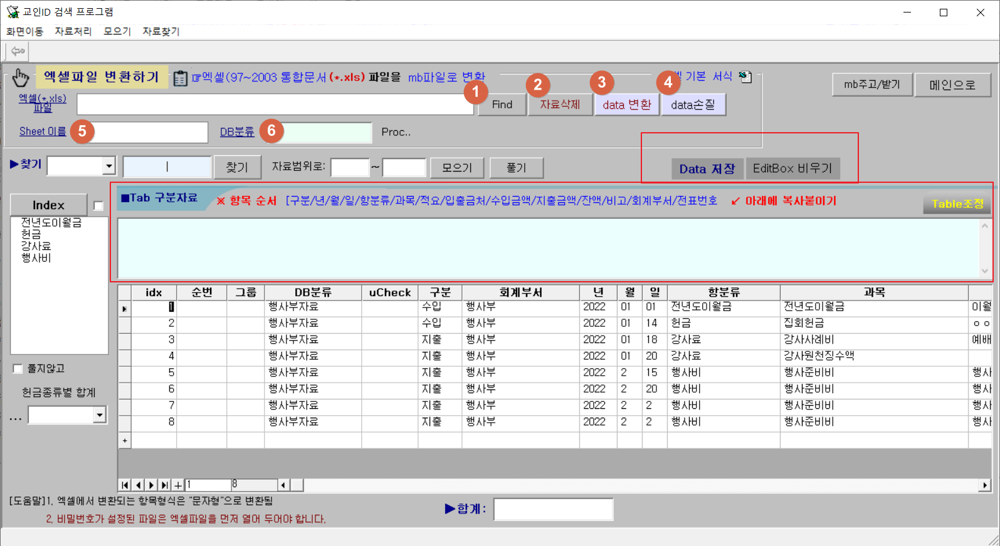 교인ID 검색 프로그램
화면이동 자료처리 모으기 자료찾기
엑셀파일 변환하기 ☞엑셀(97~2003 통합문서(*.xls) 파일을 mb파일로 변환 기본 서식
1 2 3 4
엑셀(*.xls) 파일 Find 자료삭제 data 변환 data손질 mb주고/받기 메인으로
Sheet 이름 5 DB분류 6 Proc..
▶찾기 찾기 자료범위로: ~ 모으기 풀기 Data 저장 EditBox 비우기
■Tab 구분자료 ※ 항목 순서 [구분/년/월/일/항분류/과목/적요/입출금처/수입금액/지출금액/잔액/비고/회계부서/전표번호 ↙ 아래에 복사붙이기 Table조정
Index
전년도이월금
헌금
강사료
행사비
풀지않고
헌금종류별 합계
...
idx 순번 그룹 DB분류 uCheck 구분 회계부서 년 월 일 항분류 과목
1 행사부자료 수입 행사부 2022 01 01 전년도이월금 전년도이월금 이월
2 행사부자료 수입 행사부 2022 01 14 헌금 집회헌금 ㅇㅇ
3 행사부자료 지출 행사부 2022 01 18 강사료 강사사례비 예배
4 행사부자료 지출 행사부 2022 01 20 강사료 강사원천징수액
5 행사부자료 지출 행사부 2022 2 15 행사비 행사준비비 행사
6 행사부자료 지출 행사부 2022 2 20 행사비 행사준비비 행사
7 행사부자료 지출 행사부 2022 2 2 행사비 행사준비비 행사
8 행사부자료 지출 행사부 2022 2 2 행사비 행사준비비 행사
1 8
[도움말]1. 엑셀에서 변환되는 항목형식은 "문자형"으로 변환됨
2. 비밀번호가 설정된 파일은 엑셀파일을 먼저 열어 두어야 합니다.
▶합계: